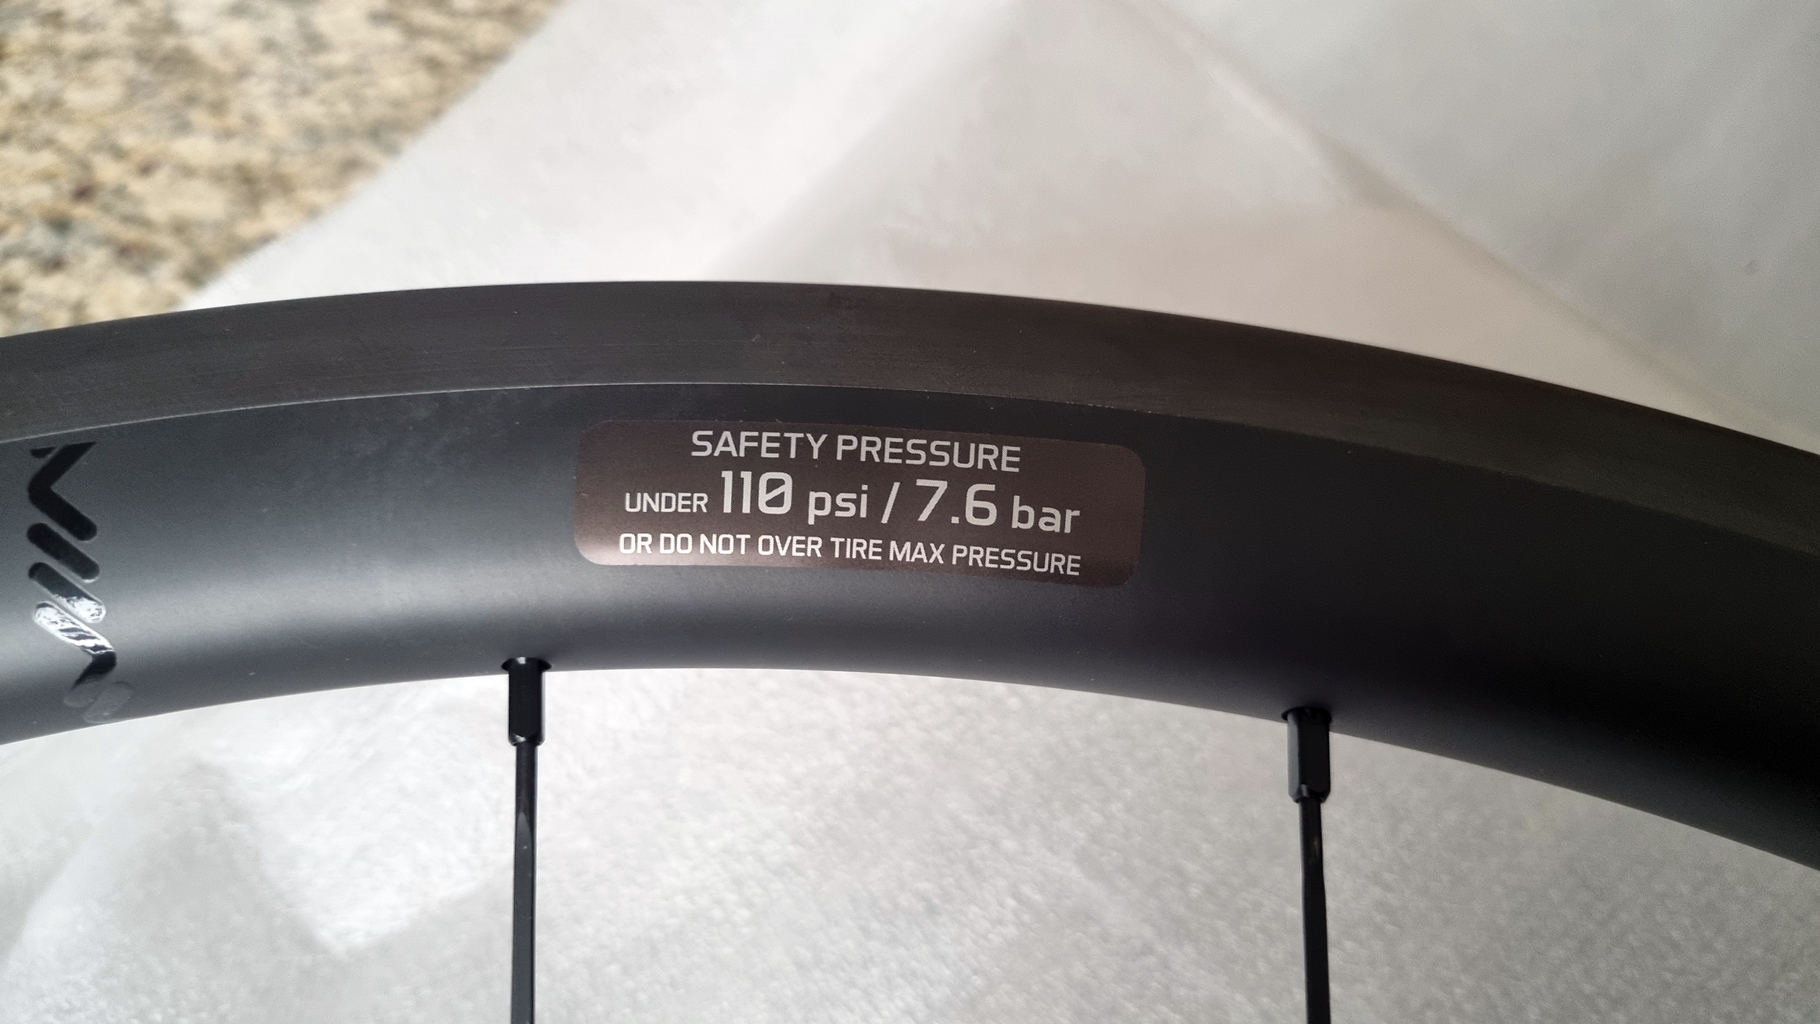 SAFETY PRESSURE
UNDER 110 psi / 7.6 bar
OR DO NOT OVER TIRE MAX PRESSURE